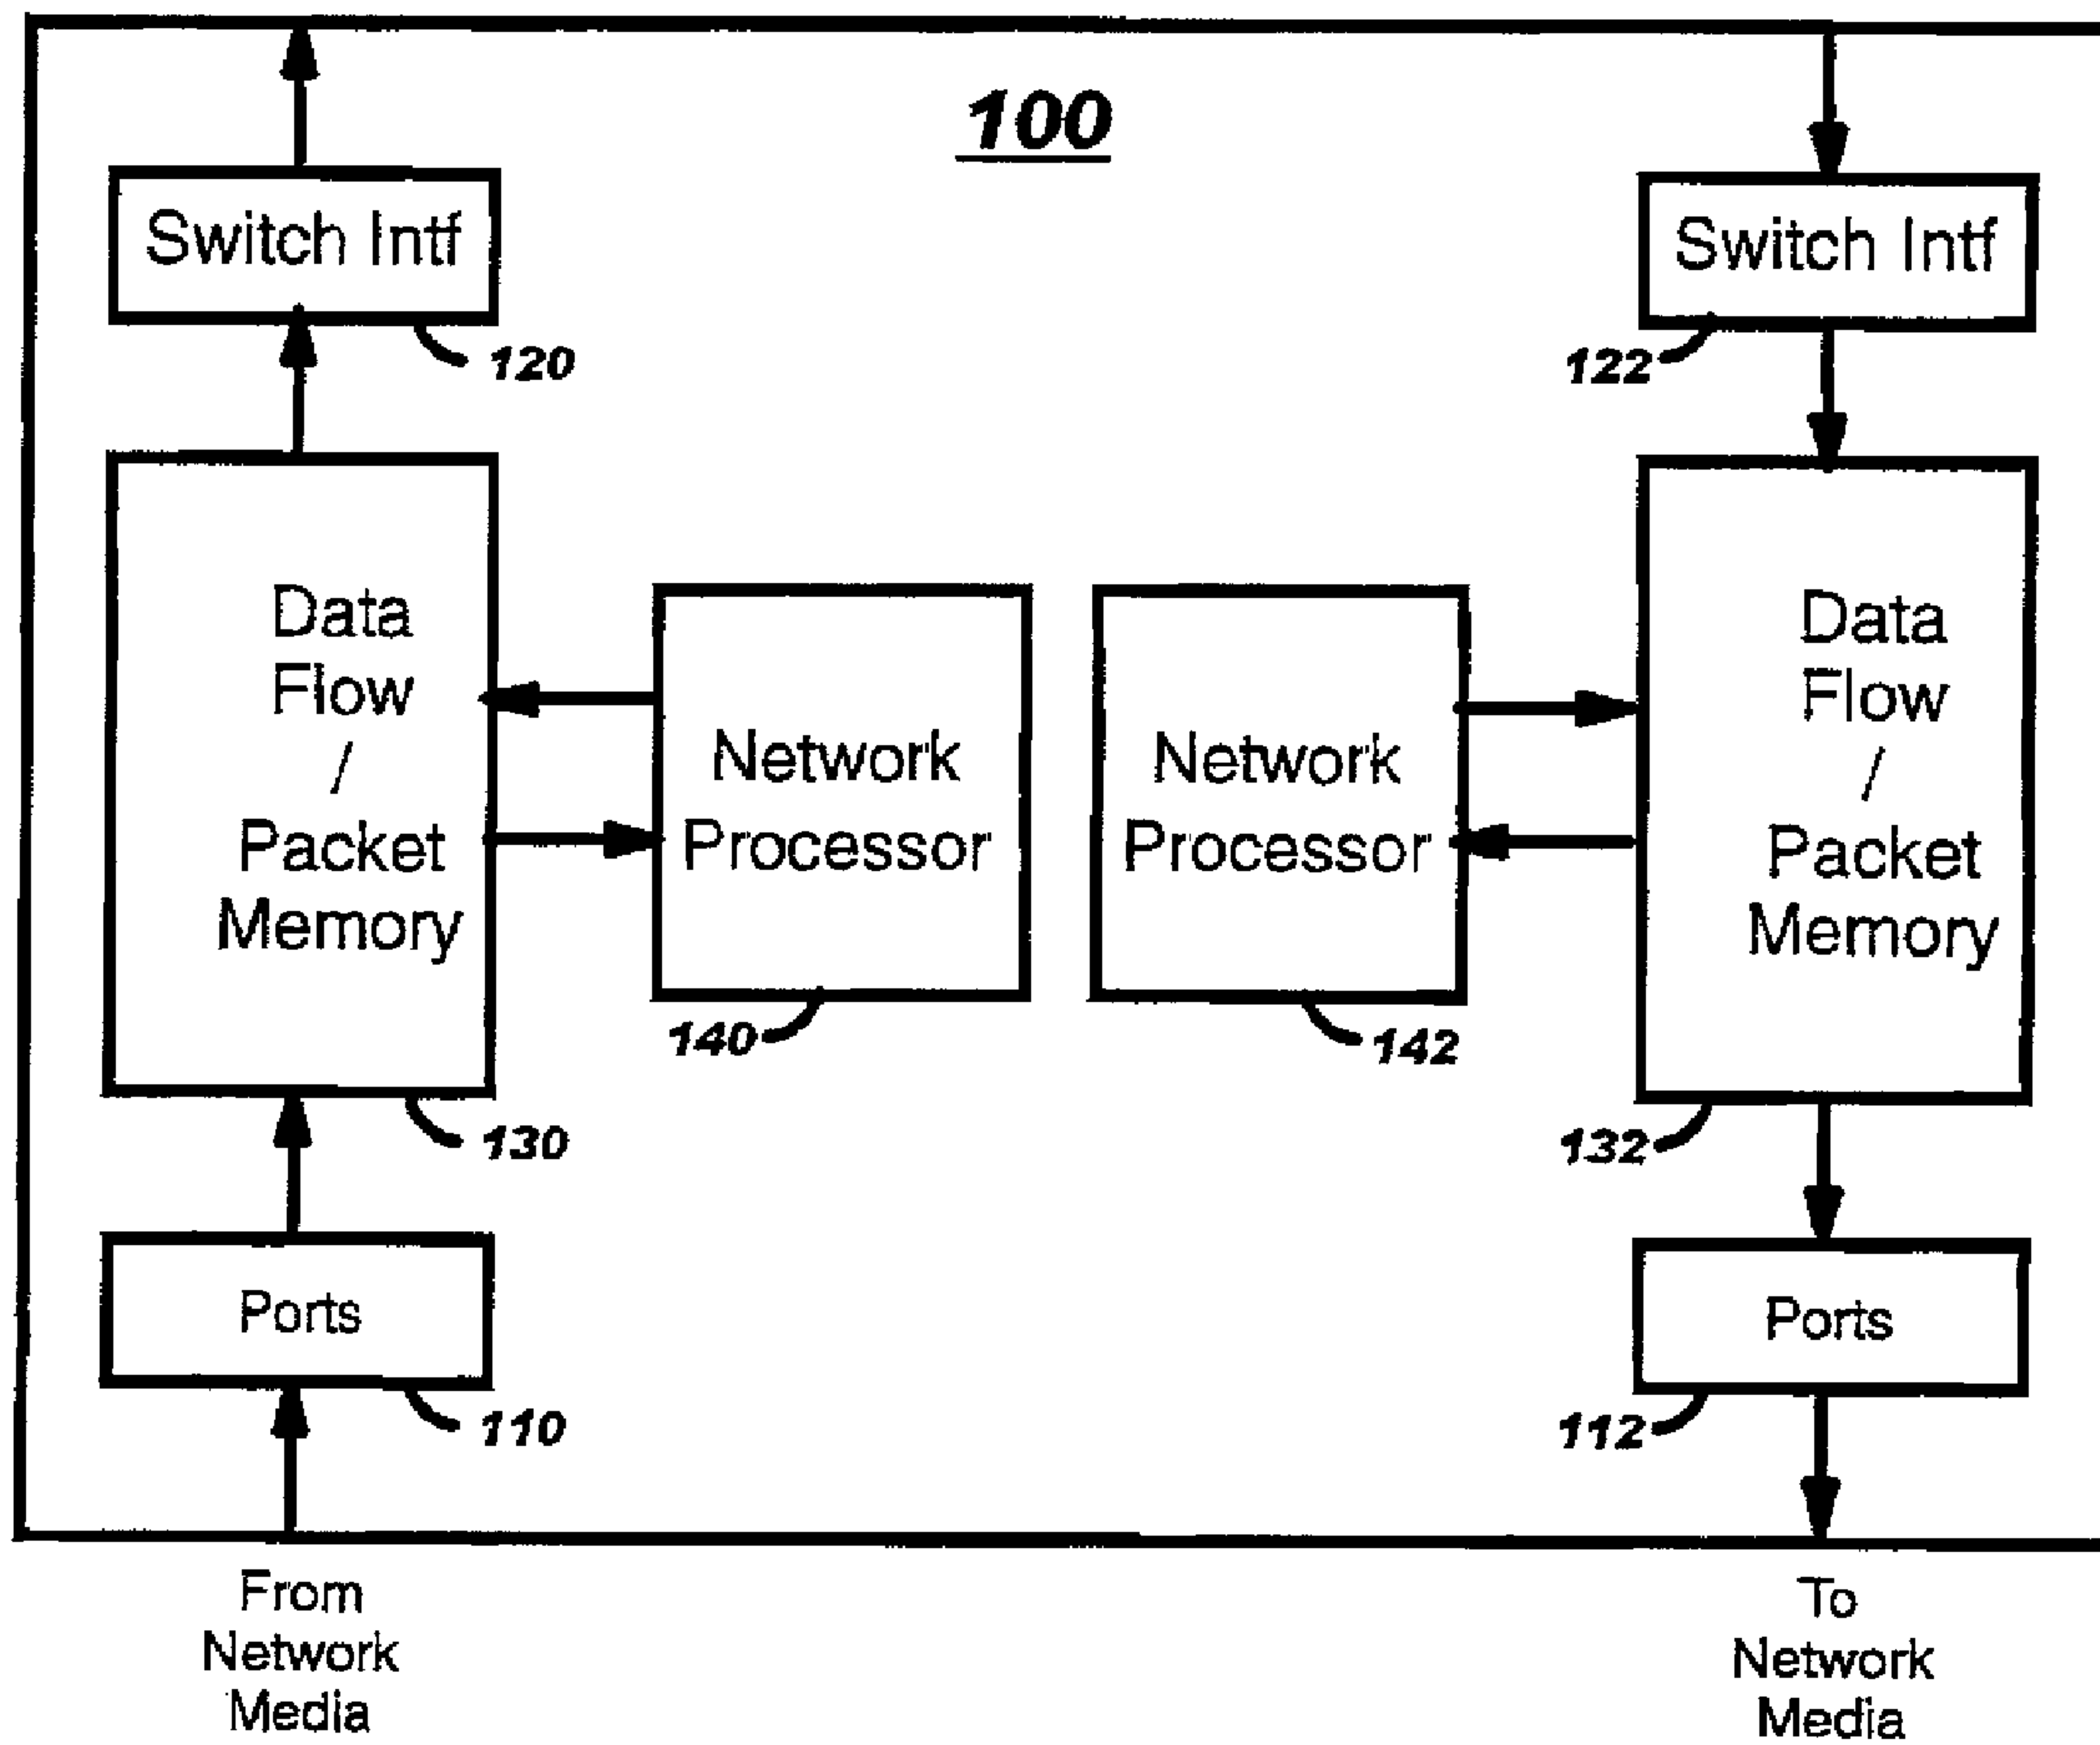 100
Switch Intf
120
Switch Intf
122
Data
Flow
/
Packet
Memory
130
Network
Processor
140
Network
Processor
142
Data
Flow
/
Packet
Memory
132
Ports
110
Ports
112
From
Network
Media
To
Network
Media